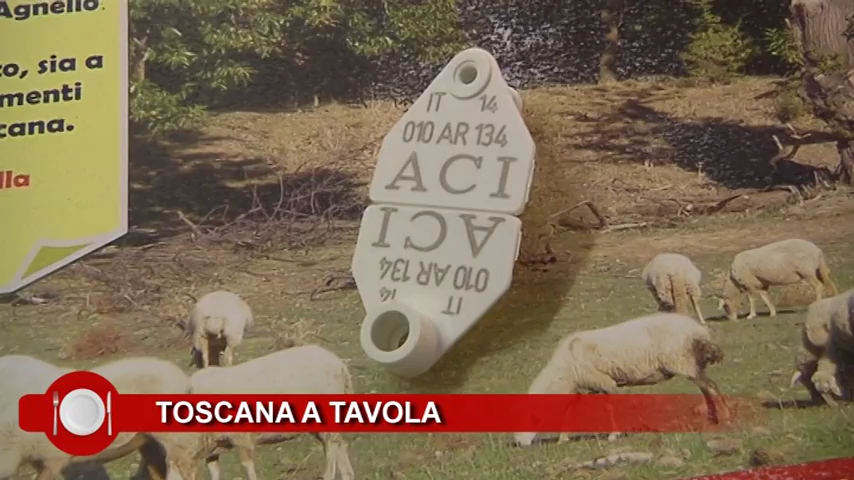 Agnello
zo, sia a
menti
cana.
lla
IT 14
010 AR 134
ACI
ACI
010 AR 134
IT 14
TOSCANA A TAVOLA